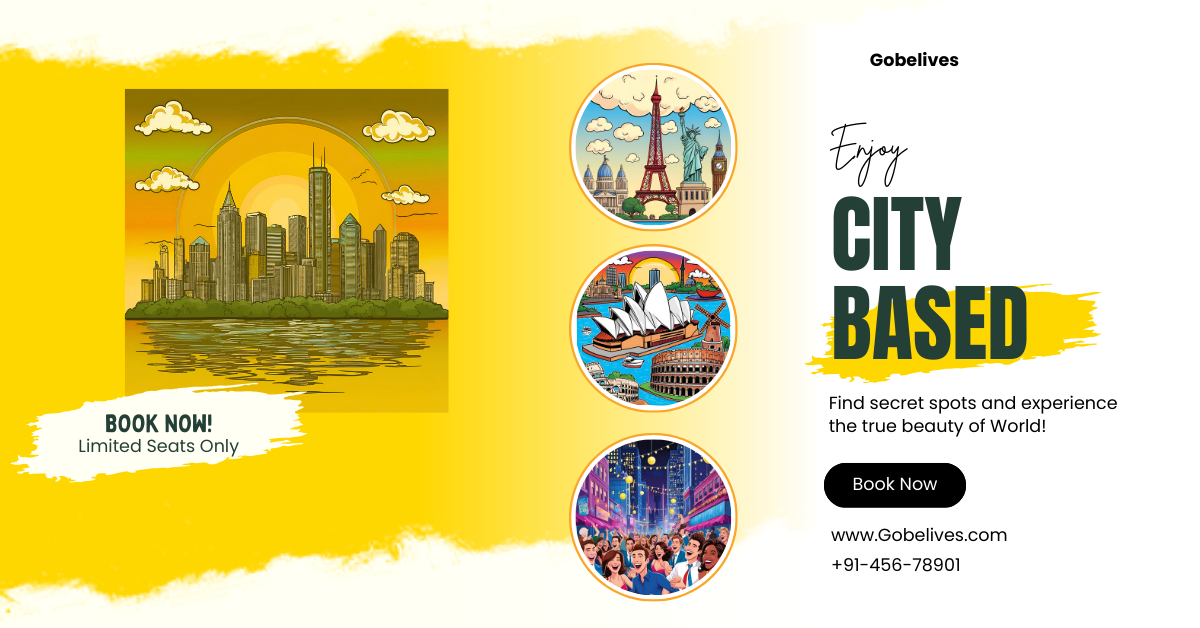 Gobelives
Enjoy
CITY
BASED
Find secret spots and experience
the true beauty of World!
Book Now
www.Gobelives.com
+91-456-78901
BOOK NOW!
Limited Seats Only